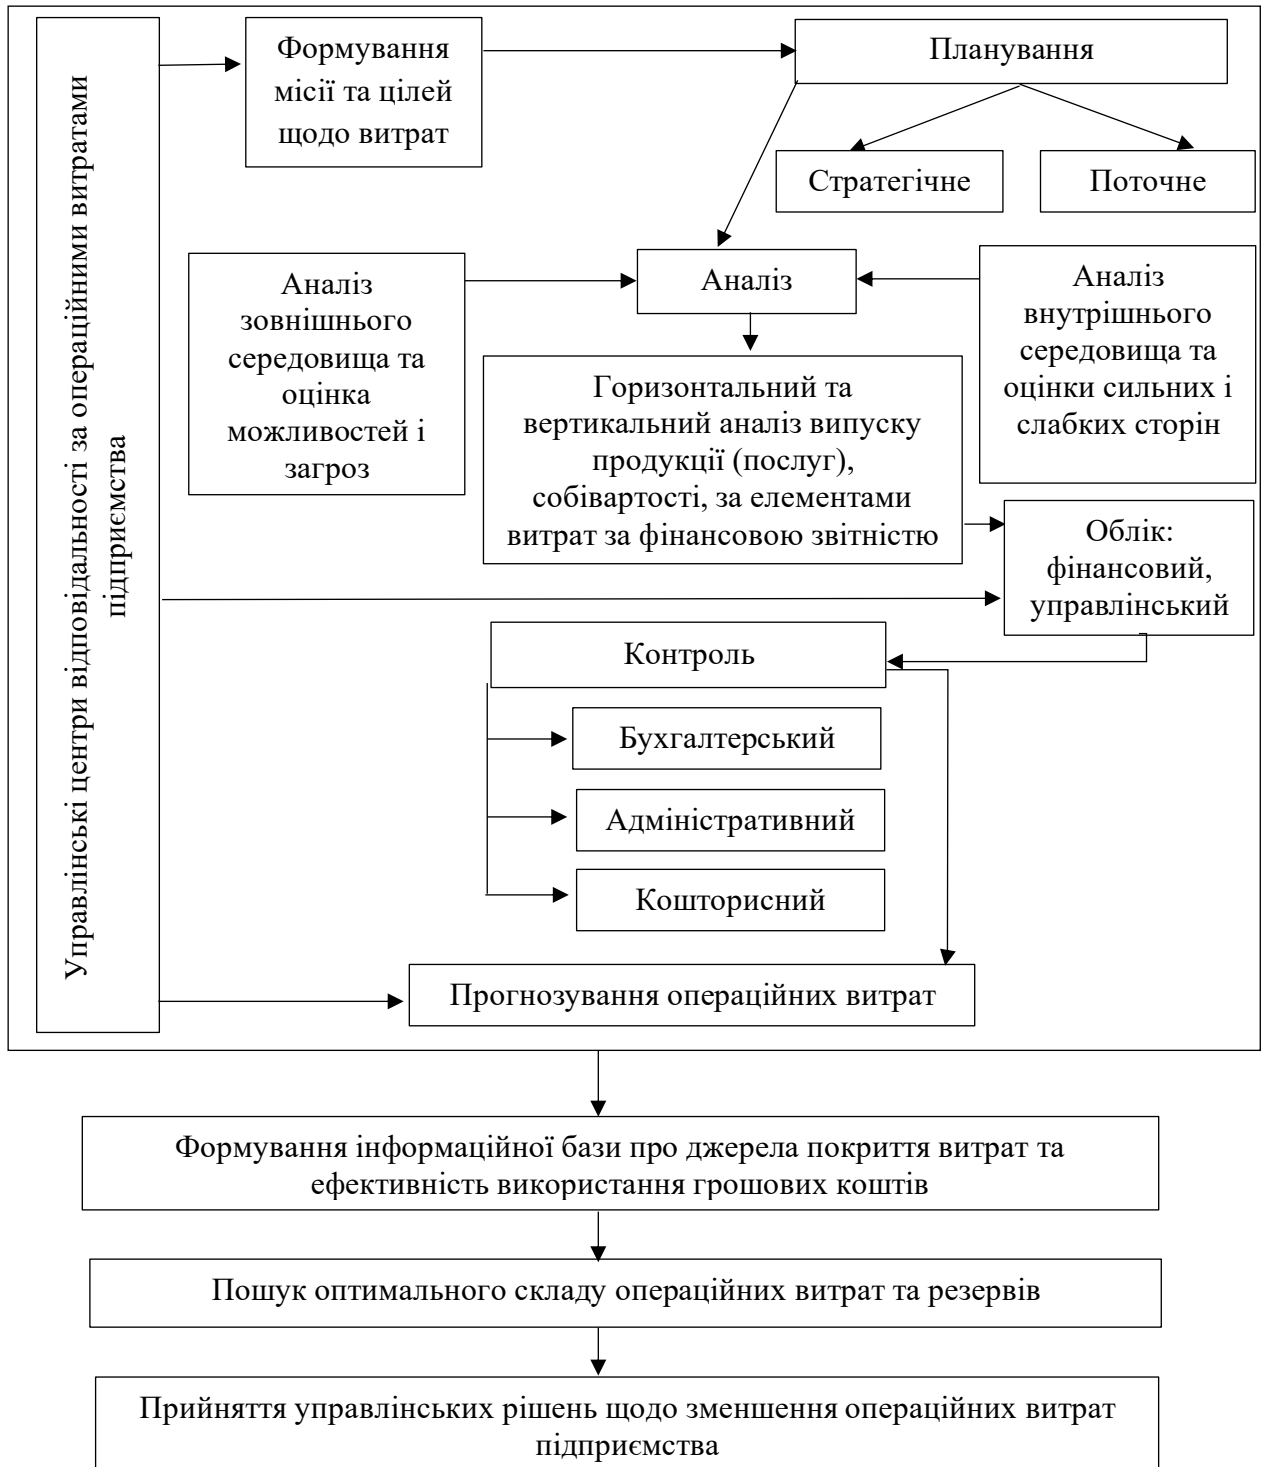 Управлінські центри відповідальності за операційними витратами
підприємства
Формування
місії та цілей
щодо витрат
Планування
Стратегічне
Поточне
Аналіз
зовнішнього
середовища та
оцінка
можливостей і
загроз
Аналіз
Аналіз
внутрішнього
середовища та
оцінки сильних і
слабких сторін
Горизонтальний та
вертикальний аналіз випуску
продукції (послуг),
собівартості, за елементами
витрат за фінансовою звітністю
Облік:
фінансовий,
управлінський
Контроль
Бухгалтерський
Адміністративний
Кошторисний
Прогнозування операційних витрат
Формування інформаційної бази про джерела покриття витрат та
ефективність використання грошових коштів
Пошук оптимального складу операційних витрат та резервів
Прийняття управлінських рішень щодо зменшення операційних витрат
підприємства